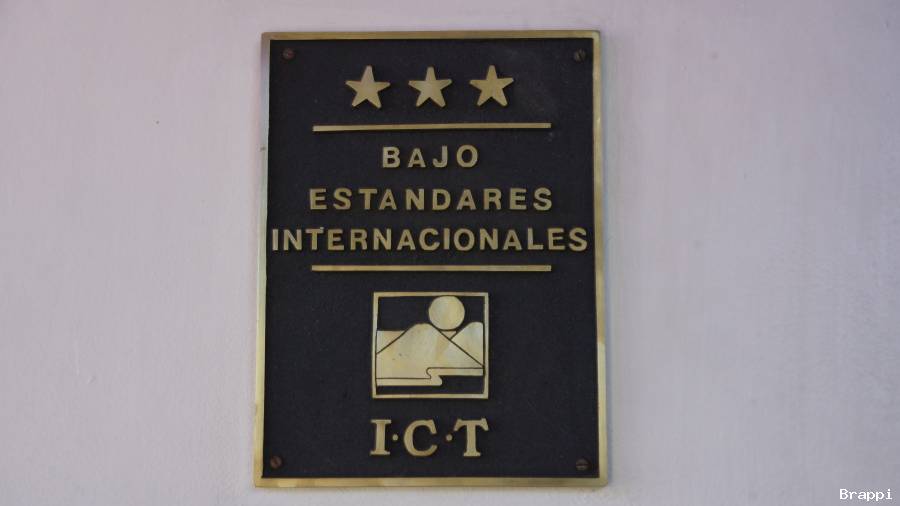 BAJO
ESTANDARES
INTERNACIONALES
I·C·T
Brappi